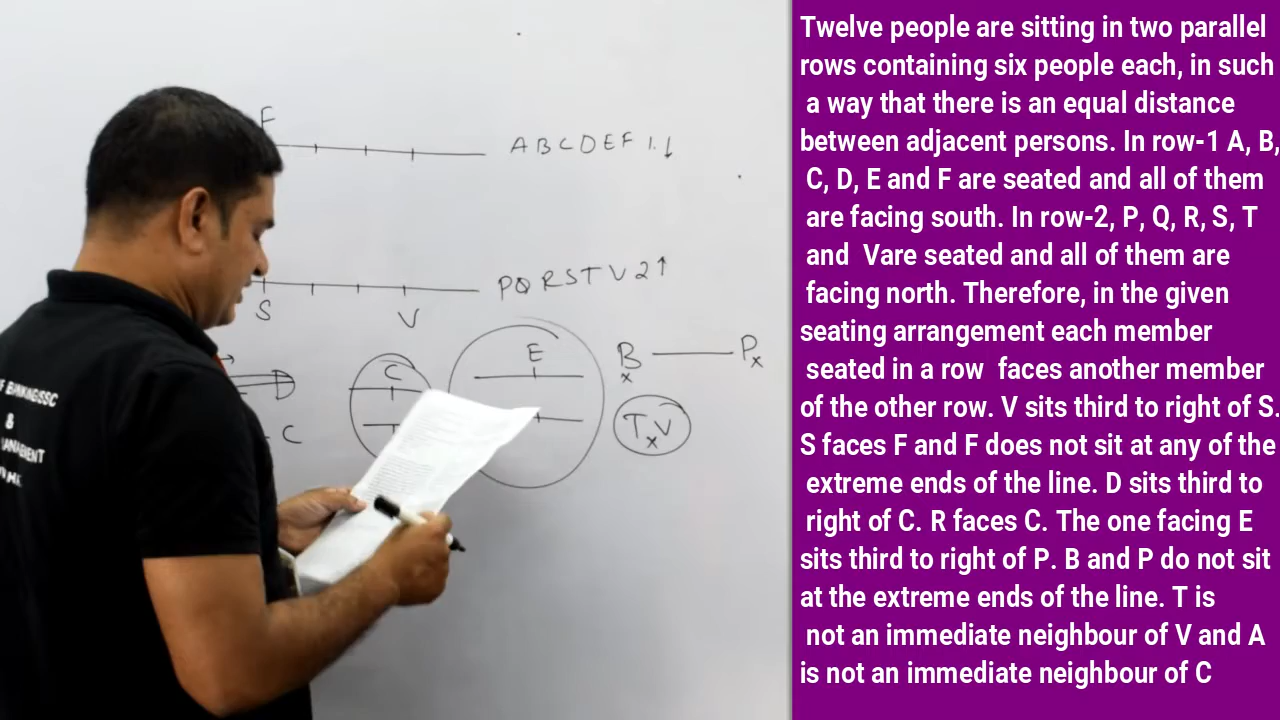 F
A B C D E F 1. ↓
P Q R S T V 2 ↑
S
V
E
B
P x
x
C
D
T x V
C
F BANKING/SSC
&
Twelve people are sitting in two parallel
rows containing six people each, in such
a way that there is an equal distance
between adjacent persons. In row-1 A, B,
C, D, E and F are seated and all of them
are facing south. In row-2, P, Q, R, S, T
and Vare seated and all of them are
facing north. Therefore, in the given
seating arrangement each member
seated in a row faces another member
of the other row. V sits third to right of S.
S faces F and F does not sit at any of the
extreme ends of the line. D sits third to
right of C. R faces C. The one facing E
sits third to right of P. B and P do not sit
at the extreme ends of the line. T is
not an immediate neighbour of V and A
is not an immediate neighbour of C